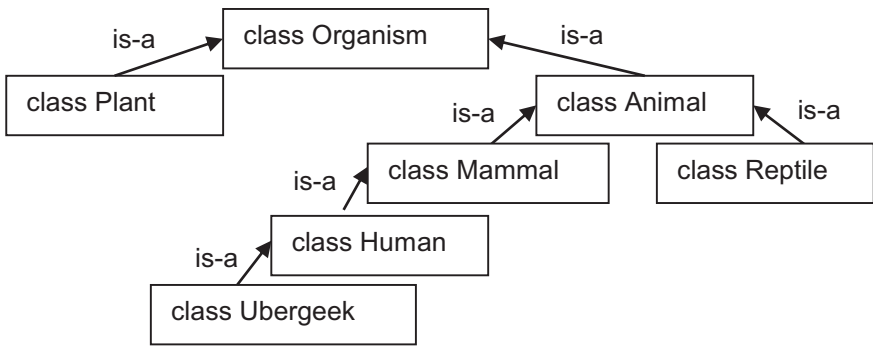 class Organism
is-a
is-a
class Plant
class Animal
is-a
is-a
class Mammal
class Reptile
is-a
class Human
is-a
class Ubergeek